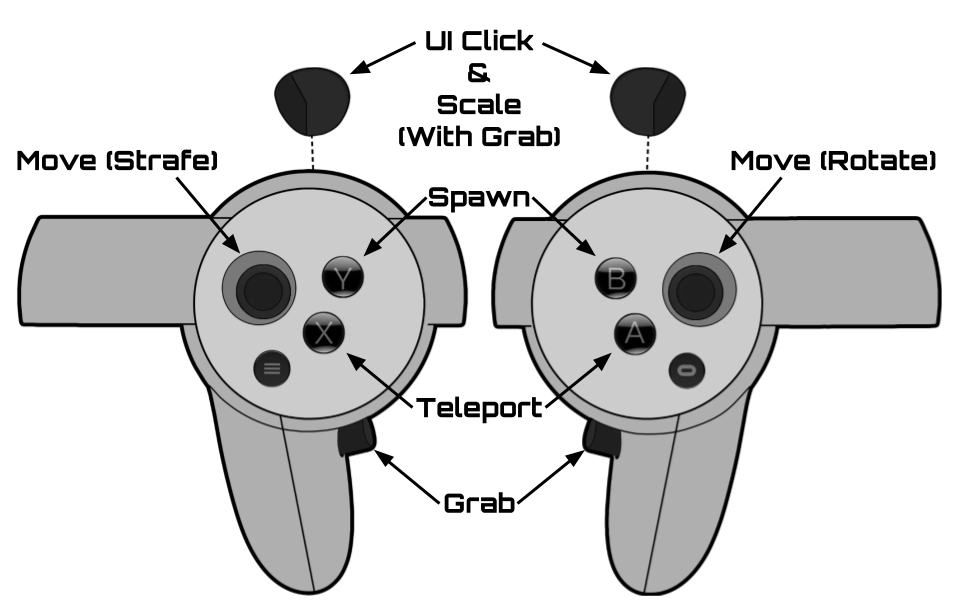 UI Click
&
Scale
(With Grab)
Move (Strafe)
Move (Rotate)
Spawn
Y
B
X
A
Teleport
Grab